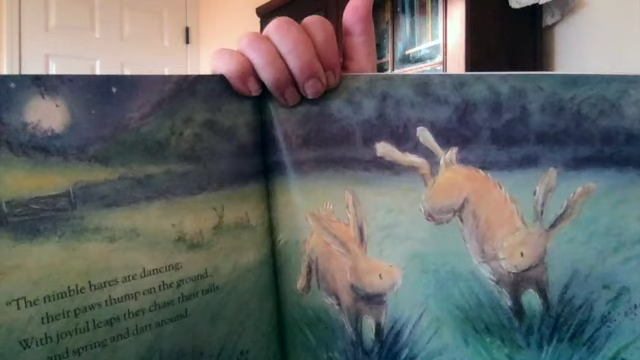 "The nimble hares are dancing;
their paws thump on the ground.
With joyful leaps they chase their tails
and spring and dart around.